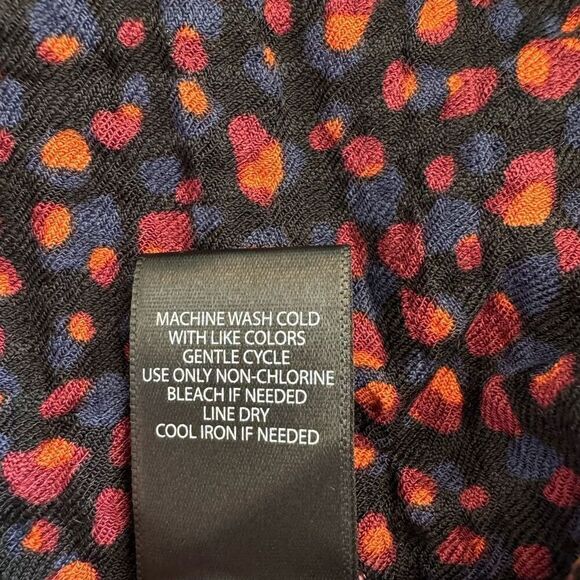 MACHINE WASH COLD
WITH LIKE COLORS
GENTLE CYCLE
USE ONLY NON-CHLORINE
BLEACH IF NEEDED
LINE DRY
COOL IRON IF NEEDED